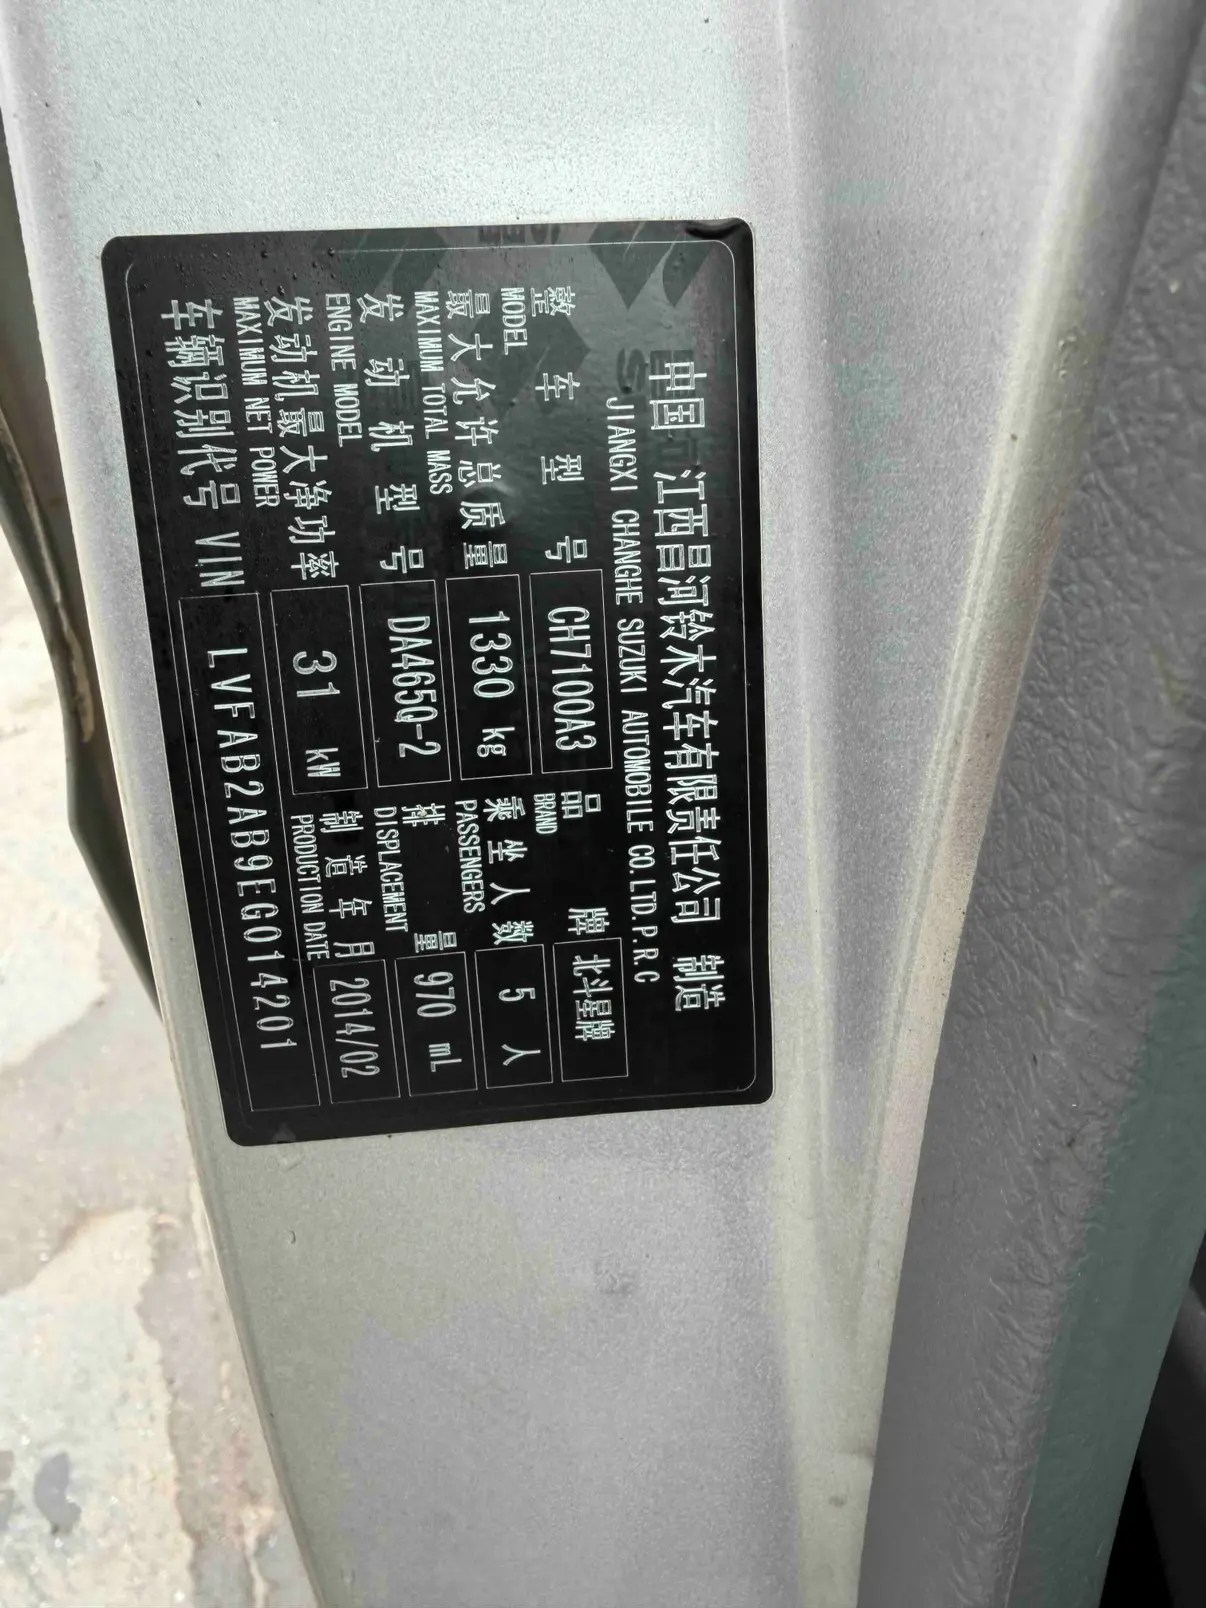 中国 江西昌河铃木汽车有限责任公司 制造
JIANGXI CHANGHE SUZUKI AUTOMOBILE CO.LTD.P.R.C
整车型号 CH7100A3 品牌 北斗星牌
MODEL BRAND
最大允许总质量 1330 kg 乘坐人数 5 人
MAXIMUM TOTAL MASS PASSENGERS
发动机型号 DA465Q-2 排量 970 mL
ENGINE MODEL DISPLACEMENT
发动机最大净功率 31 kW 制造年月 2014/02
MAXIMUM NET POWER PRODUCTION DATE
车辆识别代号 VIN LVFAB2AB9EG014201